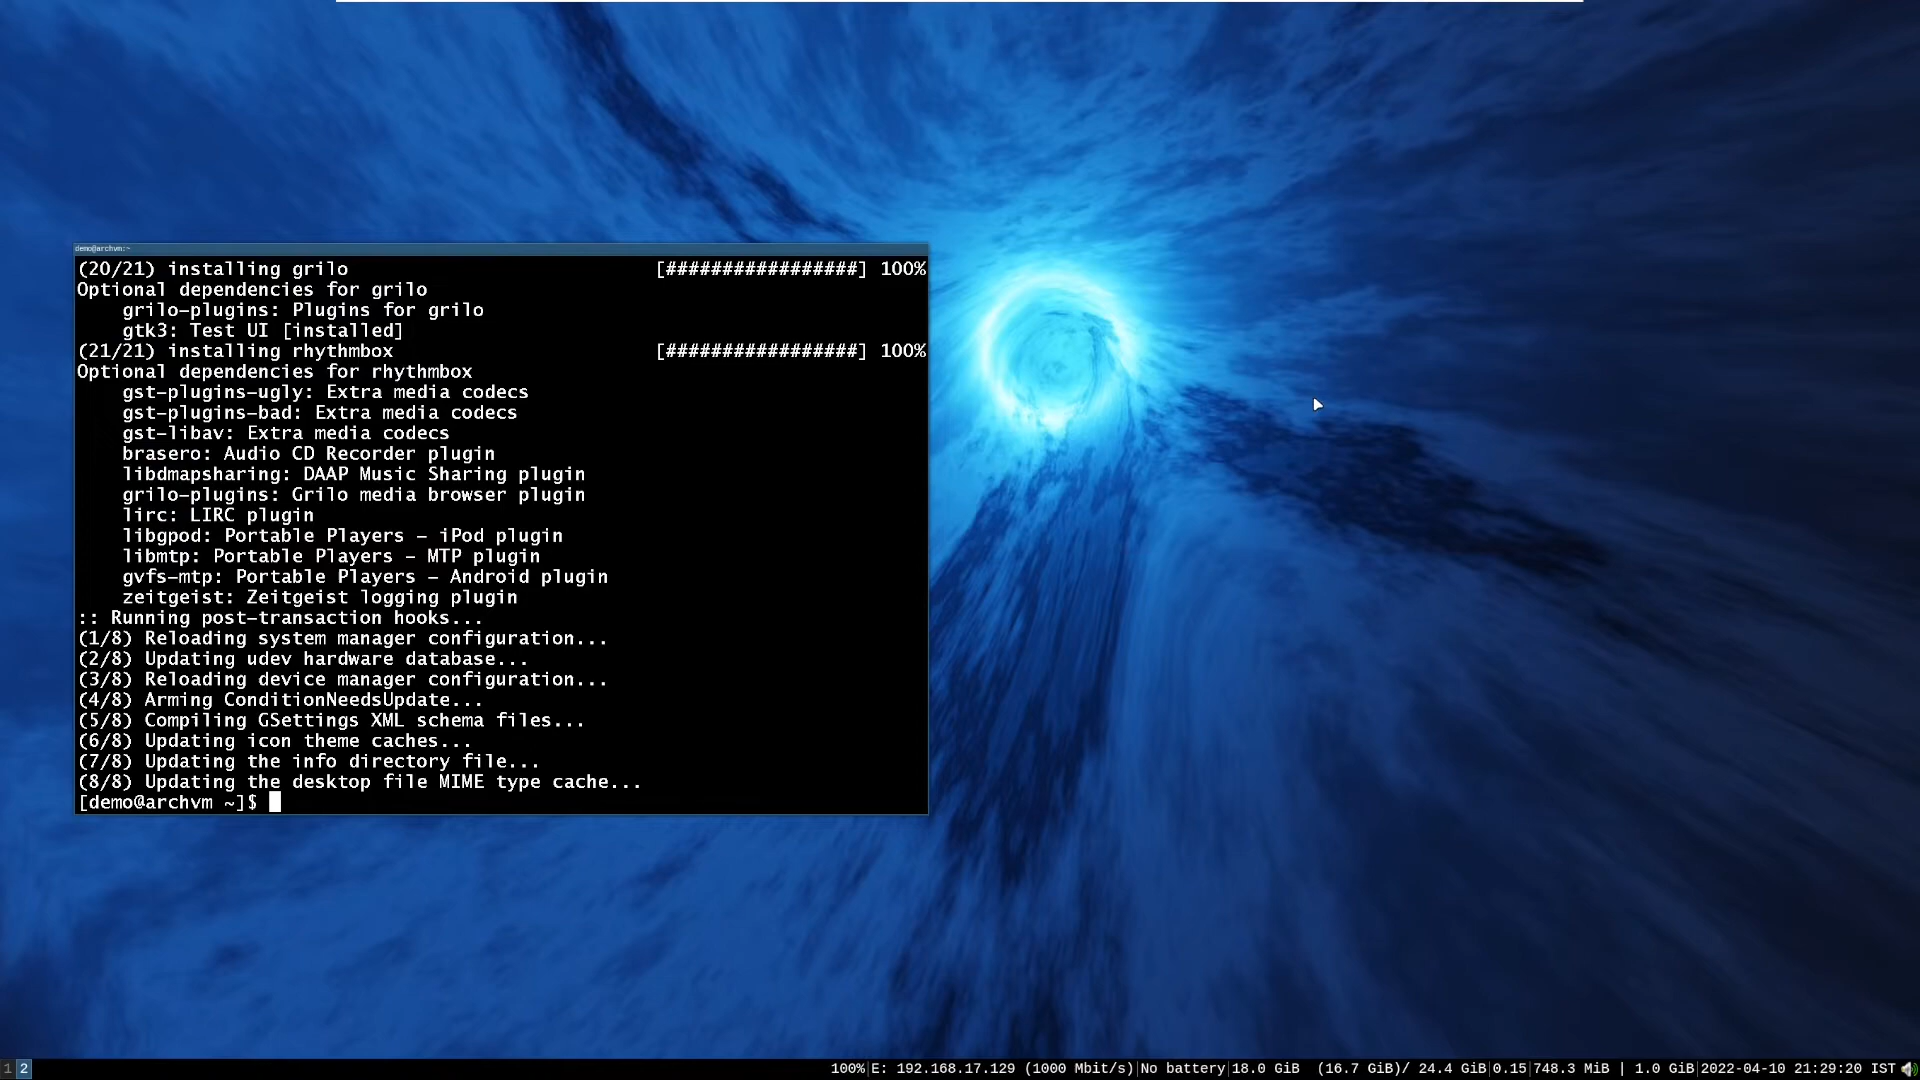 demo@archvm:~
(20/21) installing grilo [#################] 100%
Optional dependencies for grilo
grilo-plugins: Plugins for grilo
gtk3: Test UI [installed]
(21/21) installing rhythmbox [#################] 100%
Optional dependencies for rhythmbox
gst-plugins-ugly: Extra media codecs
gst-plugins-bad: Extra media codecs
gst-libav: Extra media codecs
brasero: Audio CD Recorder plugin
libdmapsharing: DAAP Music Sharing plugin
grilo-plugins: Grilo media browser plugin
lirc: LIRC plugin
libgpod: Portable Players - iPod plugin
libmtp: Portable Players - MTP plugin
gvfs-mtp: Portable Players - Android plugin
zeitgeist: Zeitgeist logging plugin
:: Running post-transaction hooks...
(1/8) Reloading system manager configuration...
(2/8) Updating udev hardware database...
(3/8) Reloading device manager configuration...
(4/8) Arming ConditionNeedsUpdate...
(5/8) Compiling GSettings XML schema files...
(6/8) Updating icon theme caches...
(7/8) Updating the info directory file...
(8/8) Updating the desktop file MIME type cache...
[demo@archvm ~]$
1 2 100%|E: 192.168.17.129 (1000 Mbit/s)|No battery|18.0 GiB (16.7 GiB)/ 24.4 GiB|0.15|748.3 MiB | 1.0 GiB|2022-04-10 21:29:20 IST